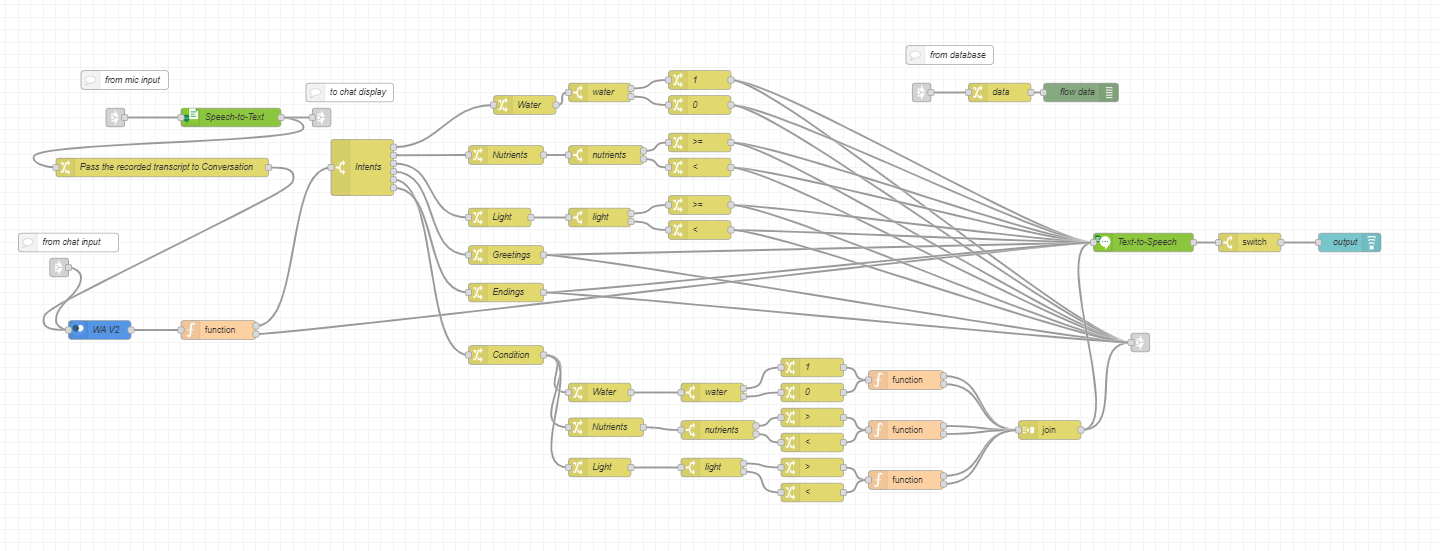 from database
from mic input
to chat display
Speech-to-Text
Pass the recorded transcript to Conversation
Intents
Water
water
1
0
Nutrients
nutrients
>=
<
Light
light
>=
<
Greetings
Endings
data
flow data
Text-to-Speech
switch
output
from chat input
WA V2
function
Condition
Water
water
1
0
function
Nutrients
nutrients
>
<
function
join
Light
light
>
<
function